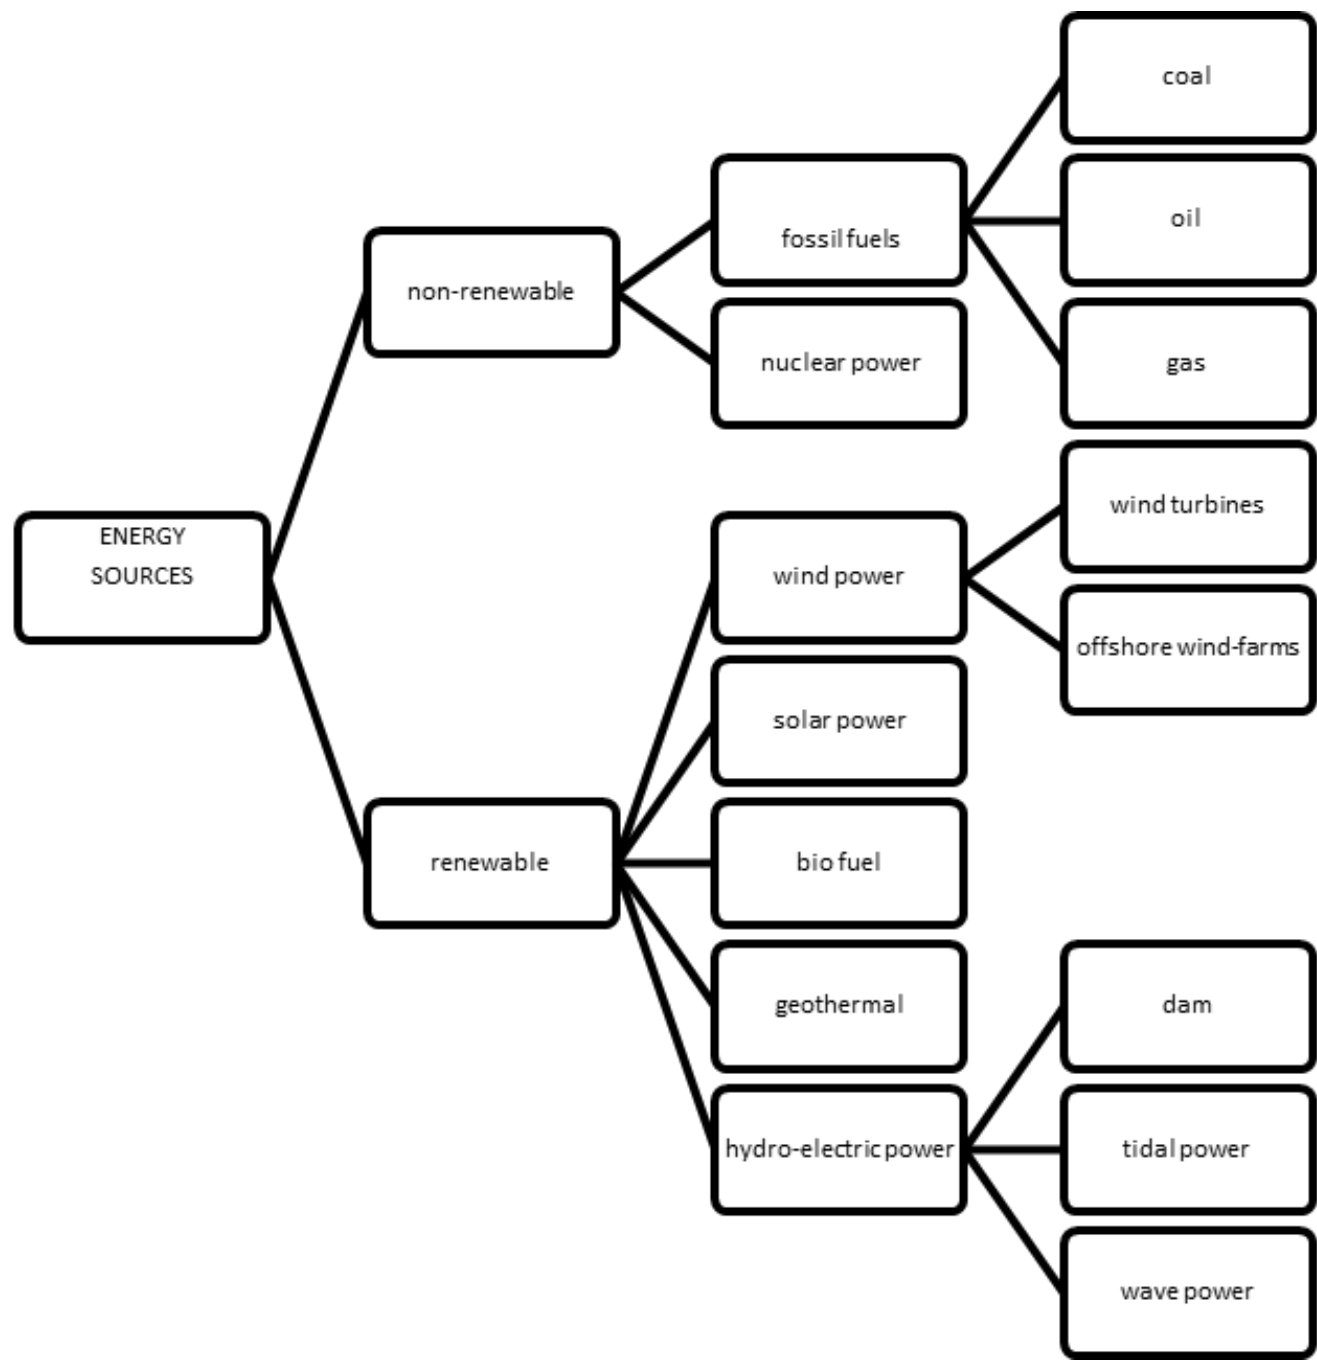 coal
oil
fossil fuels
non-renewable
nuclear power
gas
wind turbines
ENERGY
SOURCES
wind power
offshore wind-farms
solar power
renewable
bio fuel
geothermal
dam
hydro-electric power
tidal power
wave power